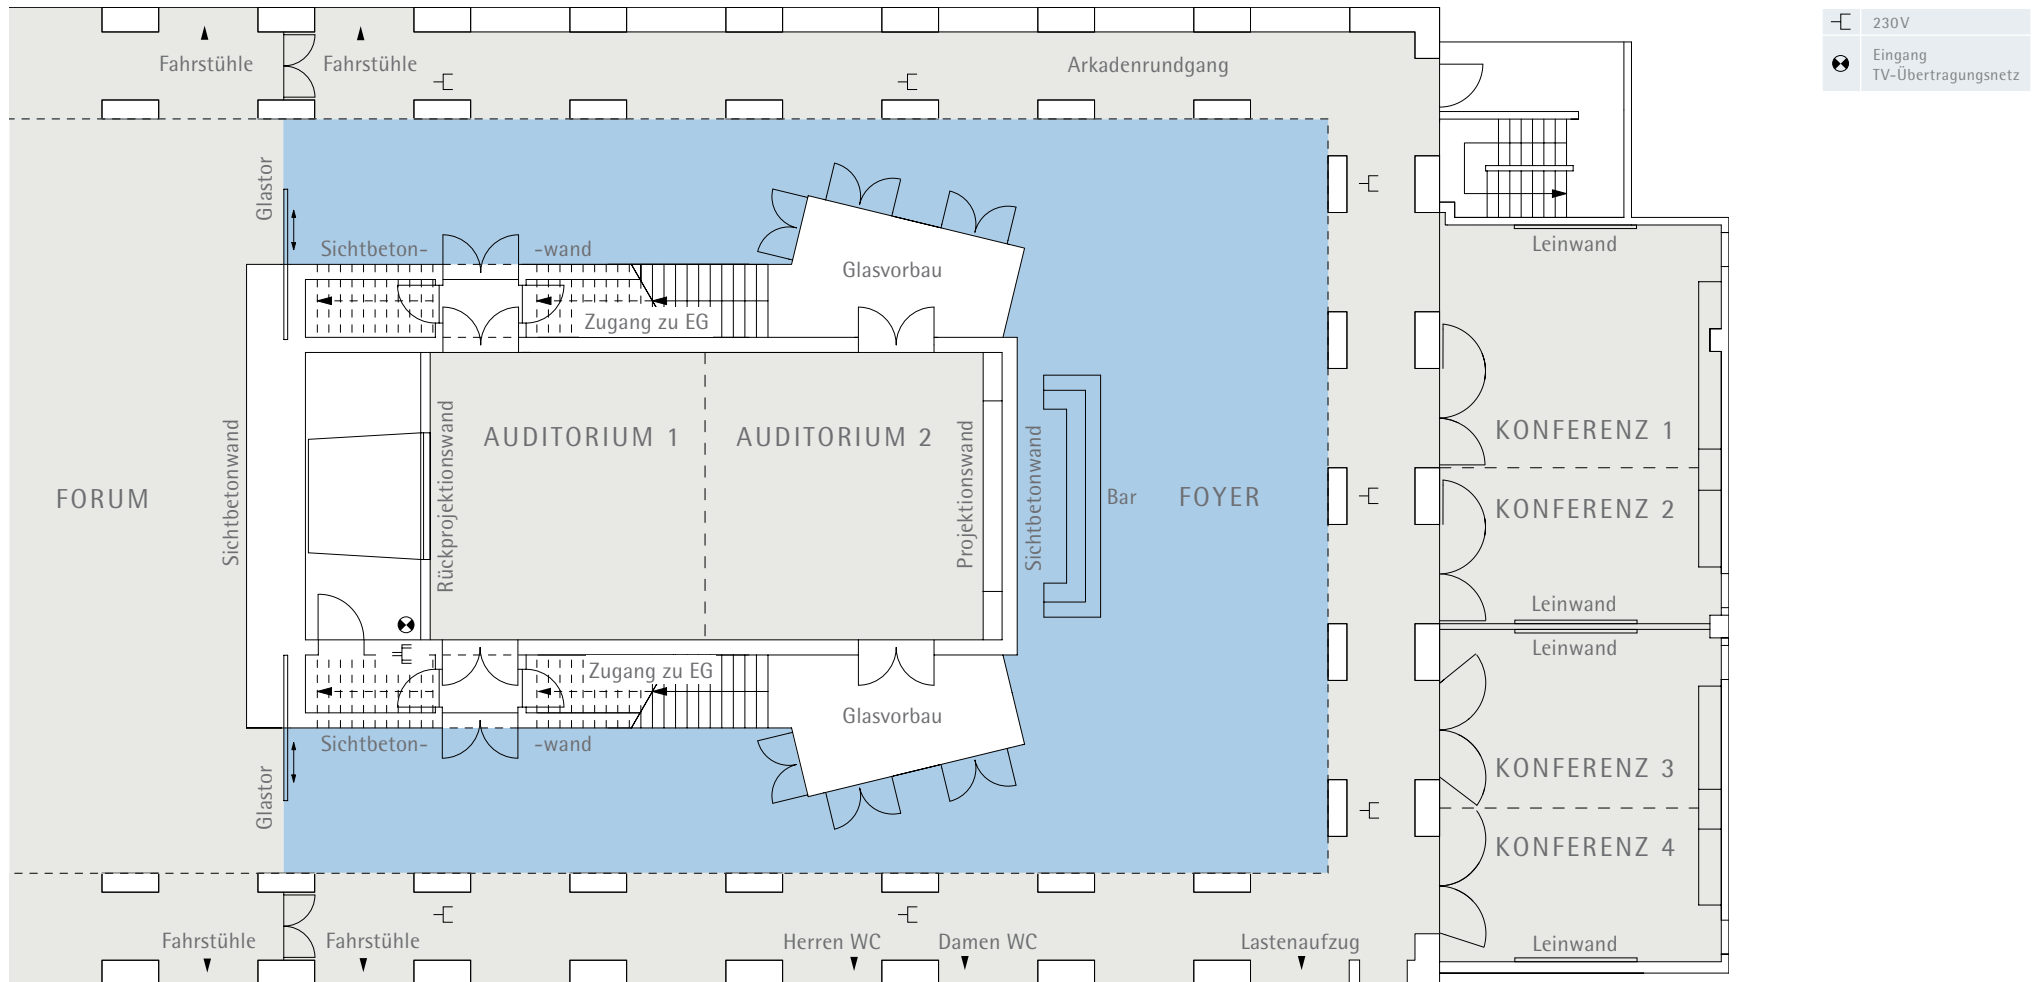 230V
Eingang
TV-Übertragungsnetz
Fahrstühle
Fahrstühle
Arkadenrundgang
Glastor
Sichtbeton-
-wand
Glasvorbau
Leinwand
Zugang zu EG
AUDITORIUM 1
AUDITORIUM 2
KONFERENZ 1
FORUM
Sichtbetonwand
Rückprojektionswand
Projektionswand
Sichtbetonwand
Bar
FOYER
KONFERENZ 2
Leinwand
Leinwand
Zugang zu EG
Glasvorbau
Sichtbeton-
-wand
Glastor
KONFERENZ 3
KONFERENZ 4
Fahrstühle
Fahrstühle
Herren WC
Damen WC
Lastenaufzug
Leinwand